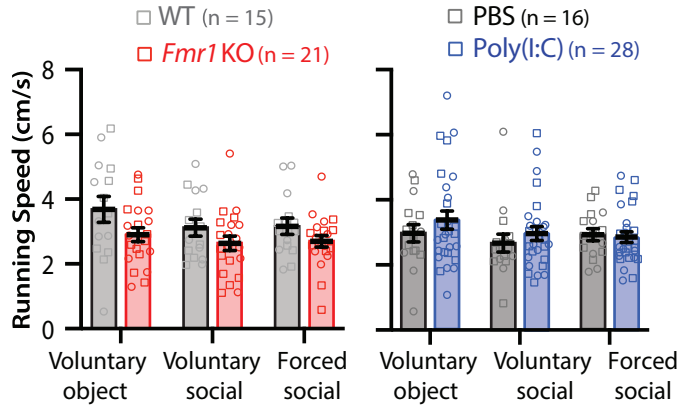 WT (n = 15)
Fmr1 KO (n = 21)
PBS (n = 16)
Poly(I:C) (n = 28)
Running Speed (cm/s)
8
6
4
2
0
Voluntary object
Voluntary social
Forced social
Voluntary object
Voluntary social
Forced social